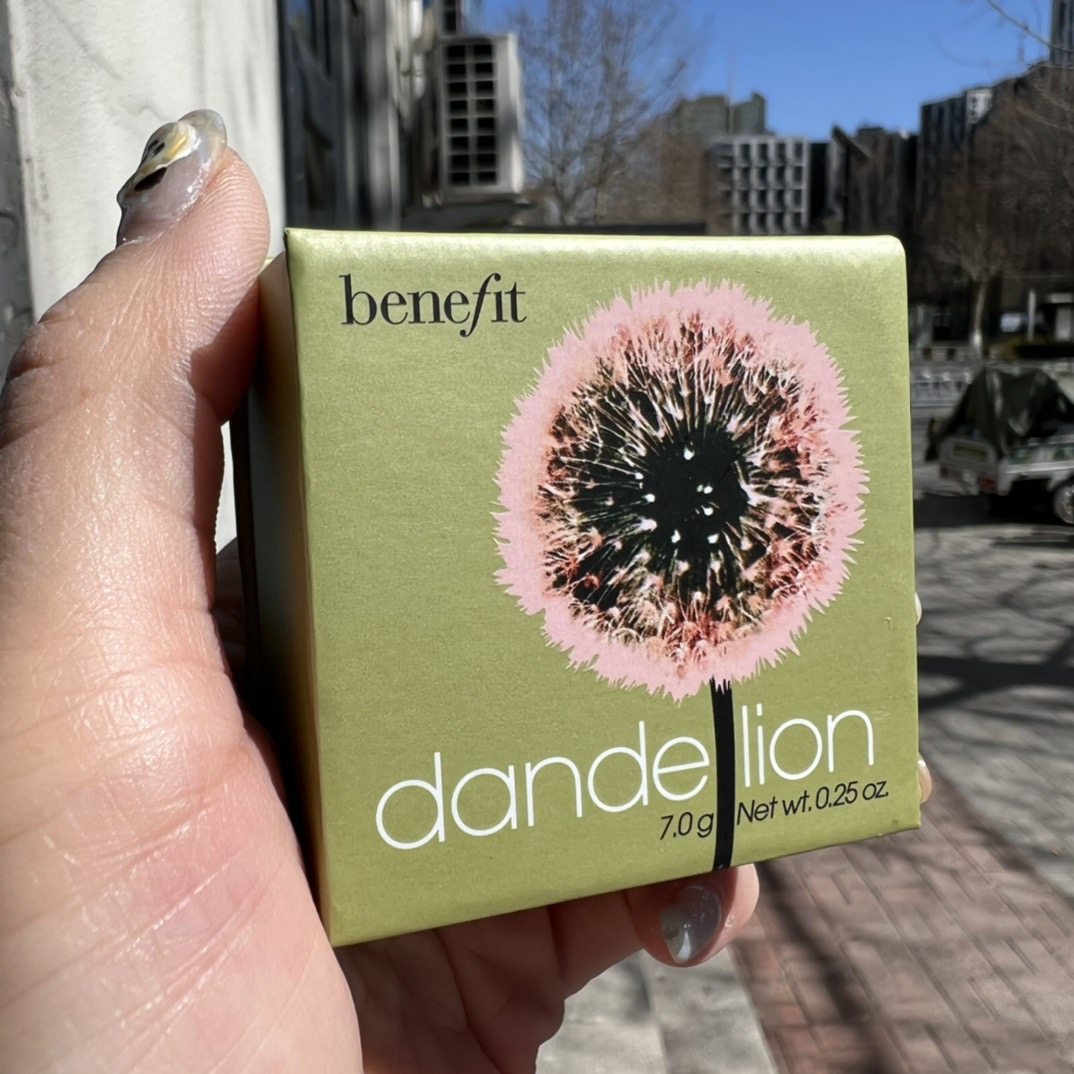 benefit
dandelion
7.0 g Net wt. 0.25 oz.